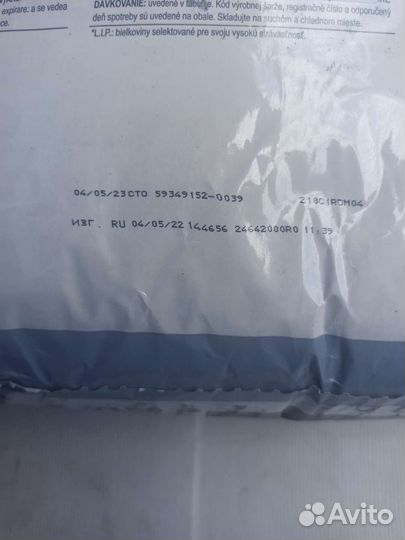 expirare: a se vedea
ce.
DÁVKOVANIE: uvedené v tabuľke. Kód výrobnej šarže, registračné číslo a odporúčaný
deň spotreby sú uvedené na obale. Skladujte na suchom a chladnom mieste.
*L.I.P.: bielkoviny selektované pre svoju vysokú stráviteľnosť.
04/05/23CTO 59349152-0039 218C1RCM04
ИЗГ. RU 04/05/22 144656 24642000R0 11:39
Avito